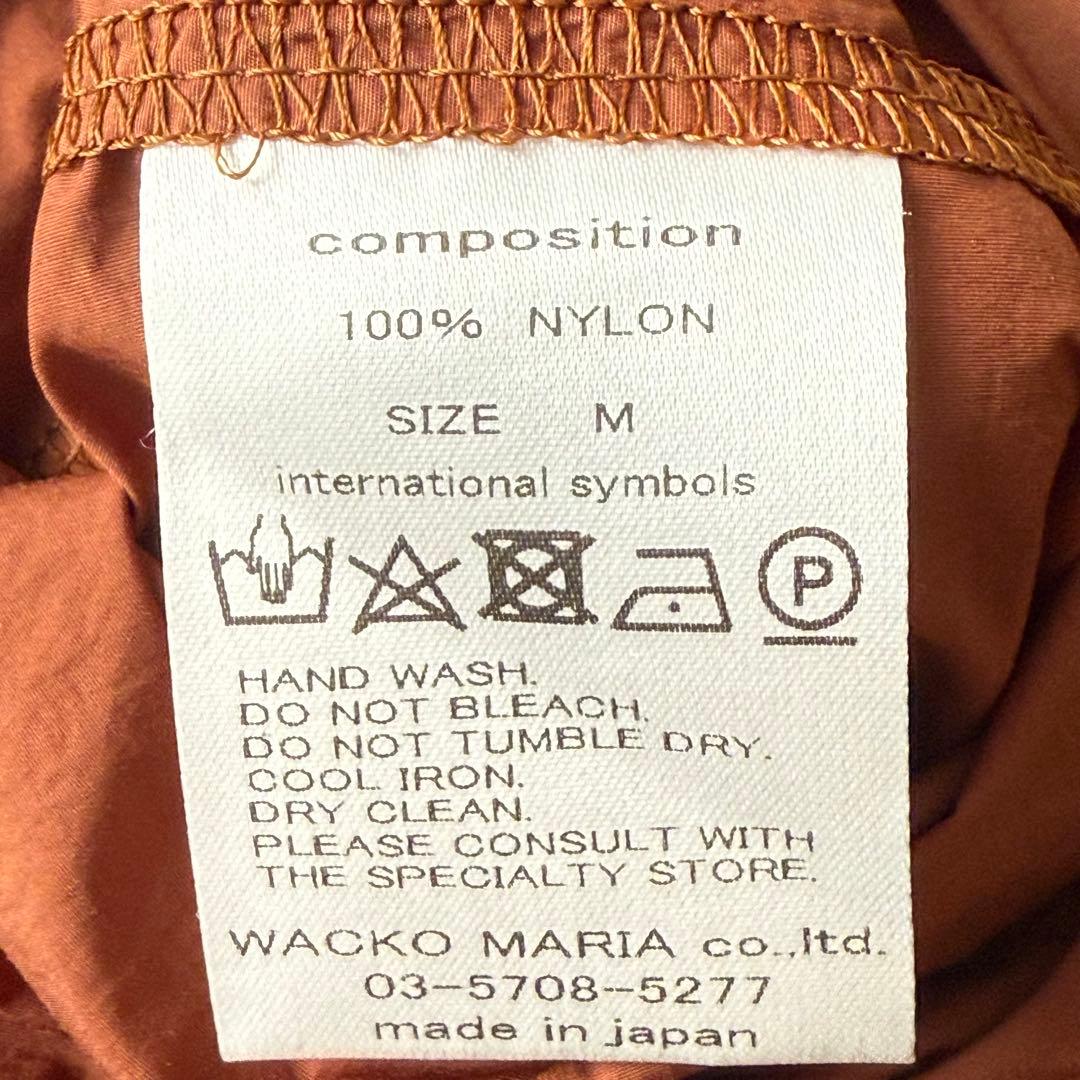 composition
100% NYLON
SIZE M
international symbols
P
HAND WASH.
DO NOT BLEACH.
DO NOT TUMBLE DRY.
COOL IRON.
DRY CLEAN.
PLEASE CONSULT WITH
THE SPECIALTY STORE.
WACKO MARIA co.,ltd.
03-5708-5277
made in japan